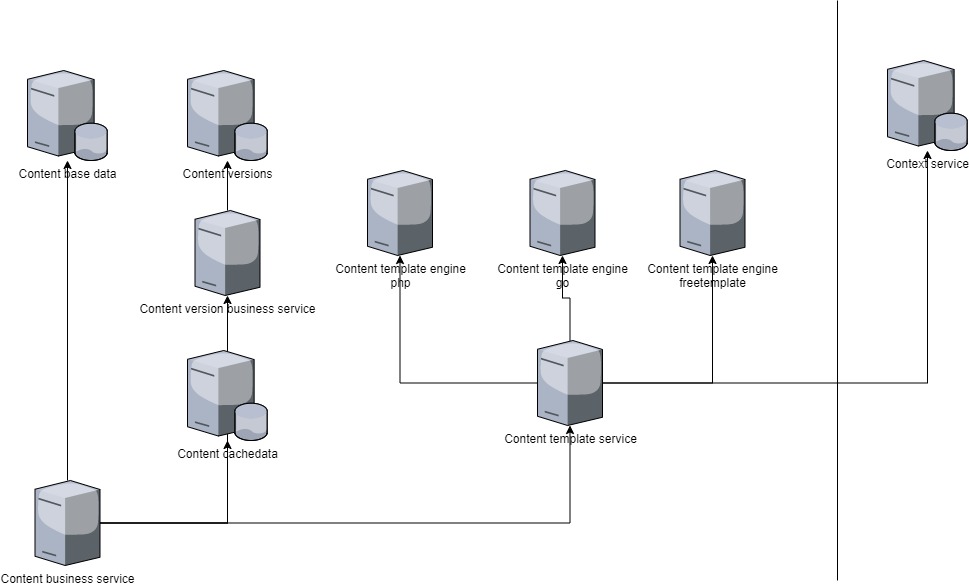 Context service
Content base data
Content versions
Content template engine
php
Content template engine
go
Content template engine
freetemplate
Content version business service
Content template service
Content cachedata
Content business service